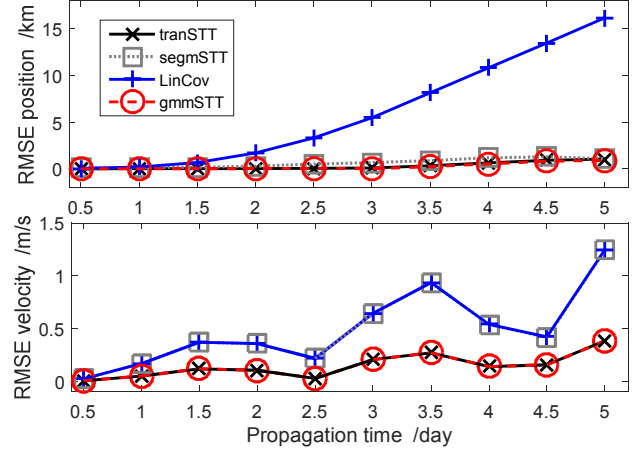 RMSE position /km
15
10
5
0
tranSTT
segmSTT
LinCov
gmmSTT
0.5 1 1.5 2 2.5 3 3.5 4 4.5 5
RMSE velocity /m/s
1.5
1
0.5
0
0.5 1 1.5 2 2.5 3 3.5 4 4.5 5
Propagation time /day